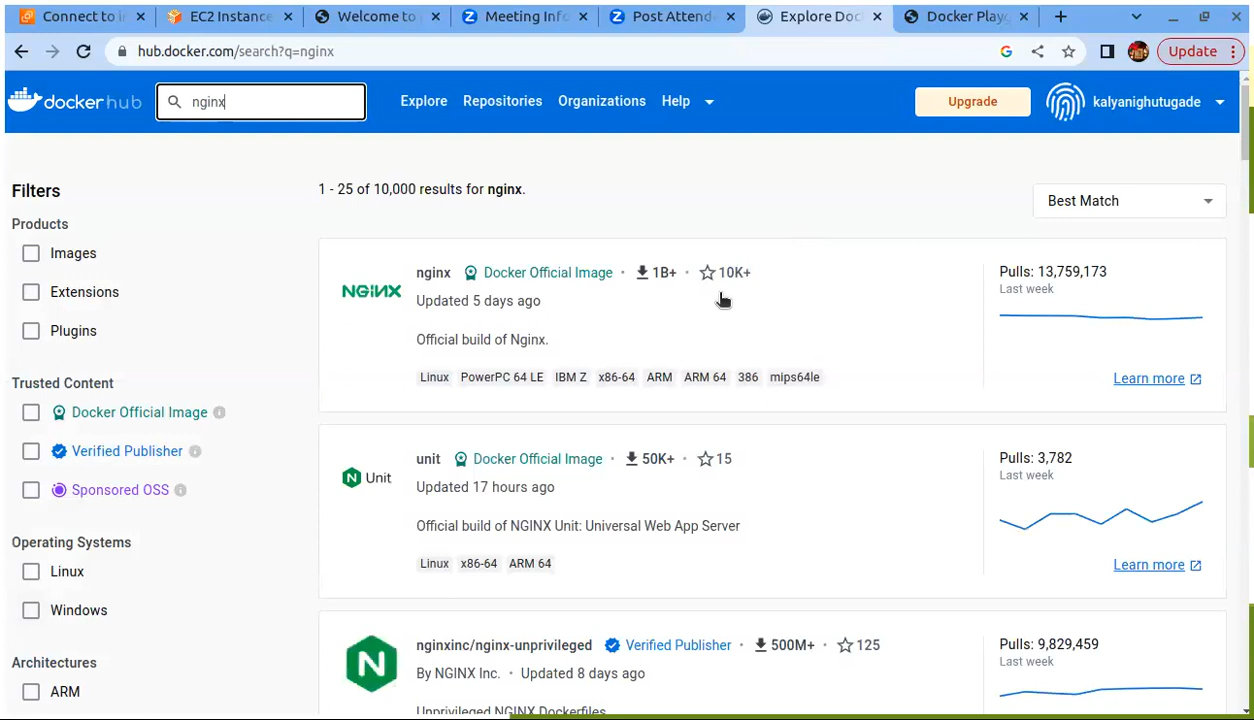 Connect to i
EC2 Instance
Welcome to
Meeting Inf
Post Attend
Explore Doc
Docker Play
hub.docker.com/search?q=nginx
Update
docker hub
nginx
Explore
Repositories
Organizations
Help
Upgrade
kalyanighutugade
Filters
Products
Images
Extensions
Plugins
Trusted Content
Docker Official Image
Verified Publisher
Sponsored OSS
Operating Systems
Linux
Windows
Architectures
ARM
1 - 25 of 10,000 results for nginx.
Best Match
NGINX
nginx Docker Official Image • 1B+ • 10K+
Updated 5 days ago
Official build of Nginx.
Linux PowerPC 64 LE IBM Z x86-64 ARM ARM 64 386 mips64le
Pulls: 13,759,173
Last week
Learn more
Unit
unit Docker Official Image • 50K+ • 15
Updated 17 hours ago
Official build of NGINX Unit: Universal Web App Server
Linux x86-64 ARM 64
Pulls: 3,782
Last week
Learn more
N
nginxinc/nginx-unprivileged Verified Publisher • 500M+ • 125
By NGINX Inc. • Updated 8 days ago
Unprivileged NGINX Dockerfiles
Pulls: 9,829,459
Last week